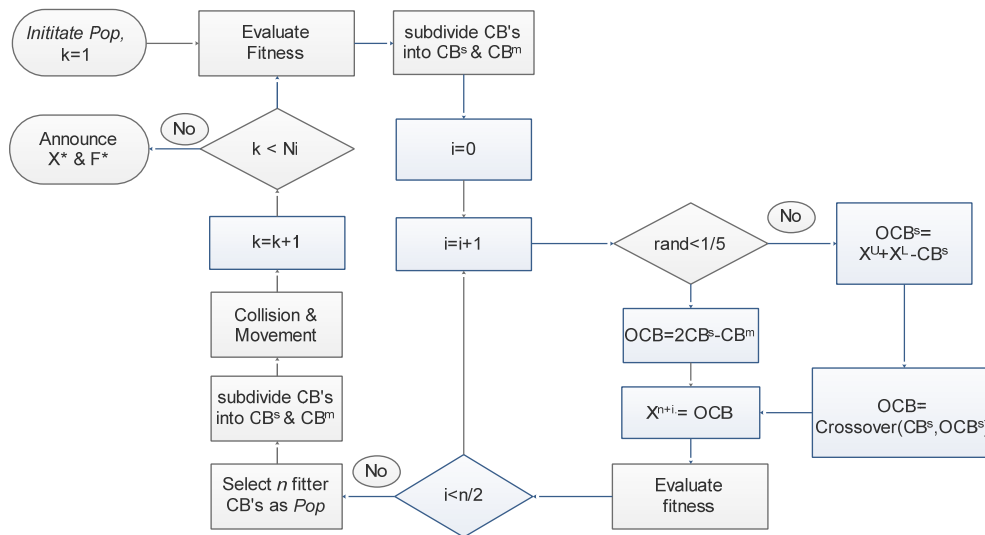 Inititate Pop,
k=1
Evaluate
Fitness
subdivide CB's
into CBˢ & CBᵐ
No
Announce
X* & F*
k < Ni
i=0
k=k+1
i=i+1
rand<1/5
No
OCBˢ=
Xᵁ+Xᴸ-CBˢ
Collision &
Movement
OCB=2CBˢ-CBᵐ
subdivide CB's
into CBˢ & CBᵐ
Xⁿ⁺ⁱ·= OCB
OCB=
Crossover(CBˢ,OCBˢ)
Select n fitter
CB's as Pop
No
i<n/2
Evaluate
fitness